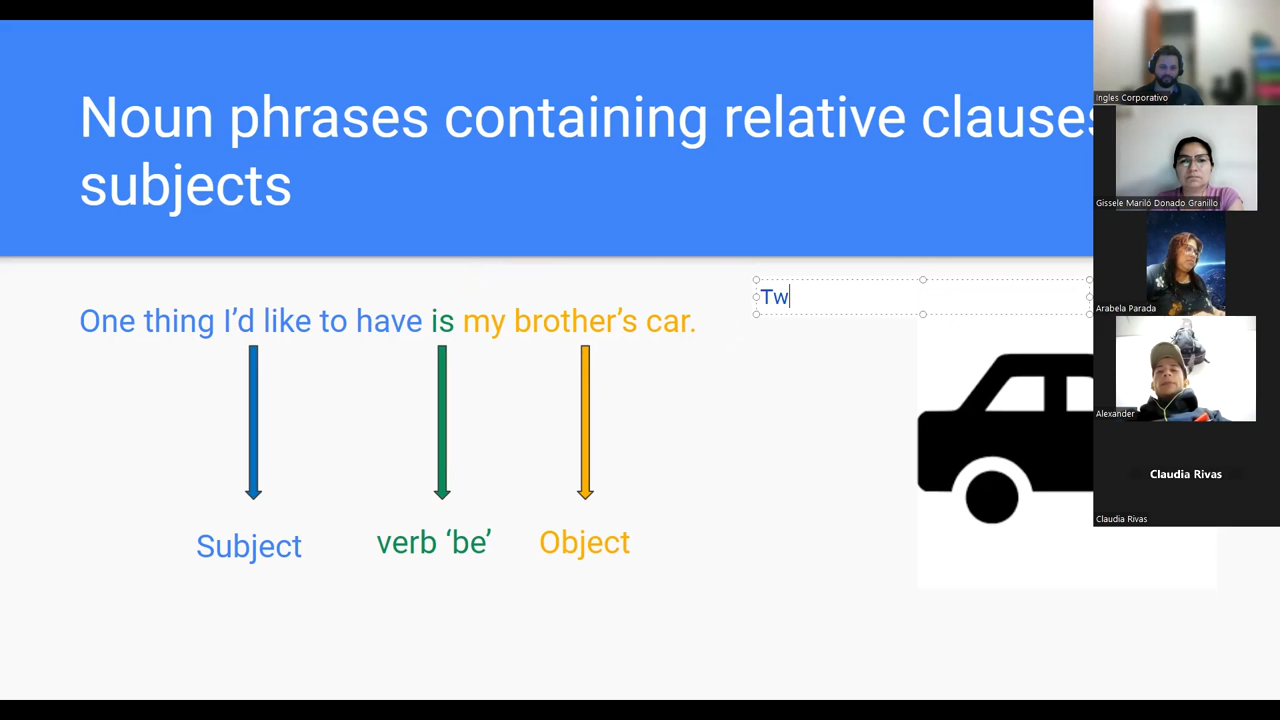 Noun phrases containing relative clauses
subjects
Tw
One thing I'd like to have is my brother's car.
Subject
verb ‘be’
Object
Ingles Corporativo
Gissele Mariló Donado Granillo
Arabela Parada
Alexander
Claudia Rivas
Claudia Rivas